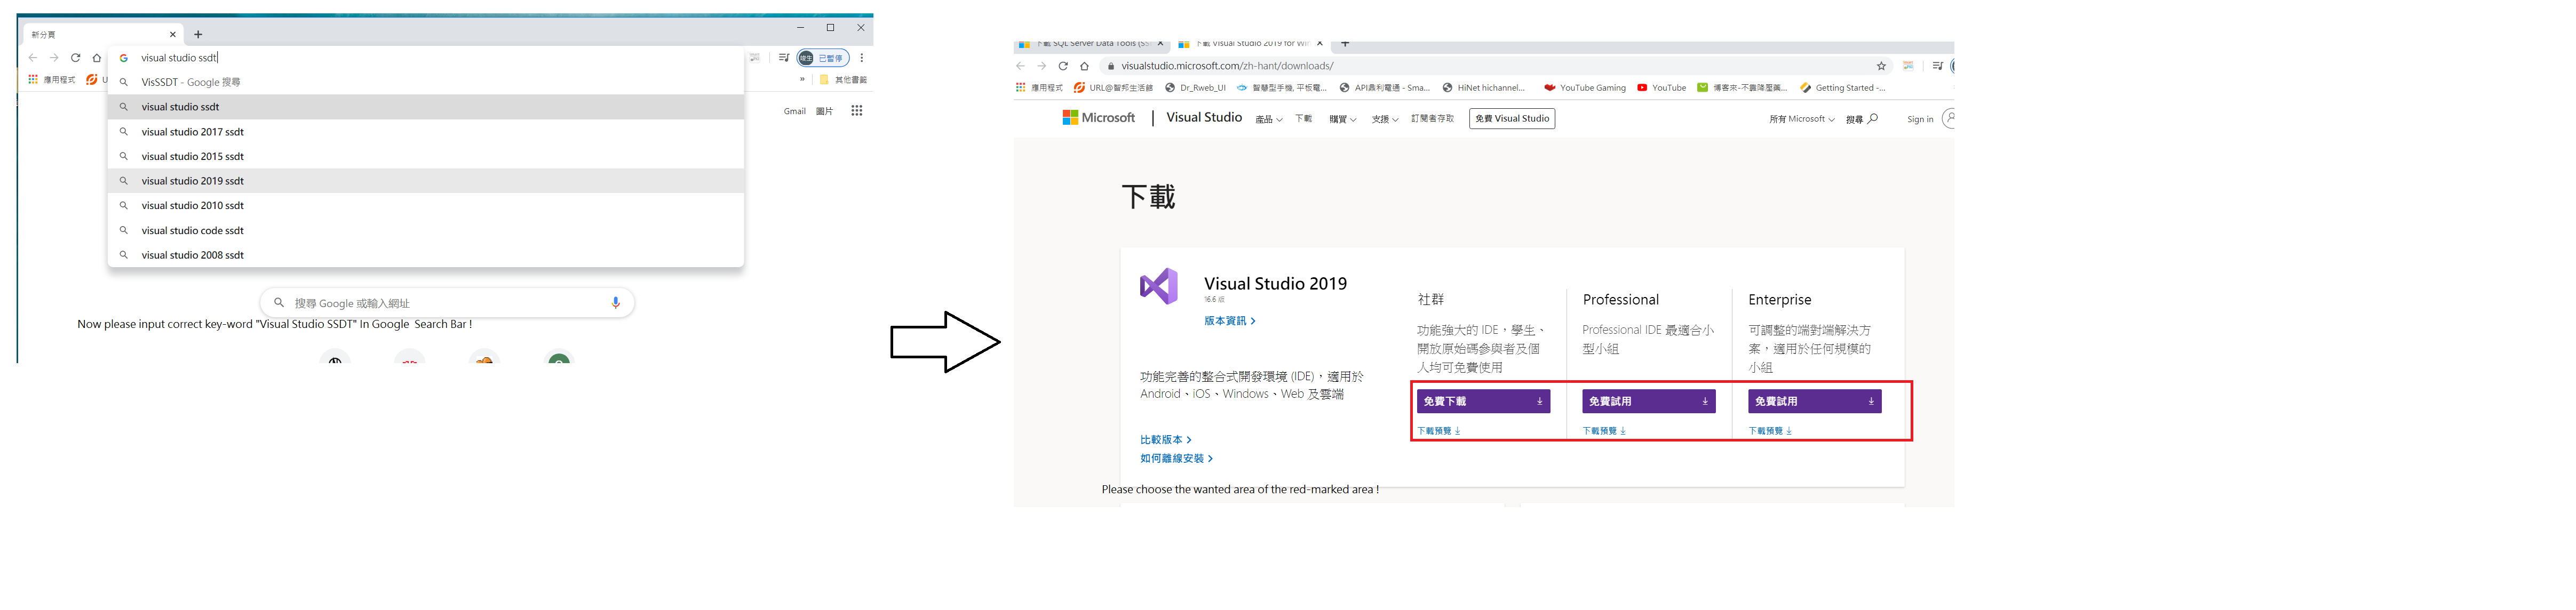 新分頁
visual studio ssdt
已暫停
VisSSDT - Google 搜尋
應用程式
其他書籤
visual studio ssdt
Gmail 圖片
visual studio 2017 ssdt
visual studio 2015 ssdt
visual studio 2019 ssdt
visual studio 2010 ssdt
visual studio code ssdt
visual studio 2008 ssdt
搜尋 Google 或輸入網址
Now please input correct key-word "Visual Studio SSDT" In Google Search Bar !
下載 SQL Server Data Tools (SS
下載 Visual Studio 2019 for Win
visualstudio.microsoft.com/zh-hant/downloads/
應用程式 URL@智邦生活館 Dr_Rweb_UI 智慧型手機, 平板電... API鼎利電通 - Sma... HiNet hichannel... YouTube Gaming YouTube 博客來-不靠降壓藥... Getting Started -...
Microsoft Visual Studio 產品 下載 購買 支援 訂閱者存取 免費 Visual Studio 所有 Microsoft 搜尋 Sign in
下載
Visual Studio 2019
16.6 版
版本資訊
功能完善的整合式開發環境 (IDE)，適用於
Android、iOS、Windows、Web 及雲端
比較版本
如何離線安裝
社群
功能強大的 IDE，學生、
開放原始碼參與者及個
人均可免費使用
免費下載
下載預覽
Professional
Professional IDE 最適合小
型小組
免費試用
下載預覽
Enterprise
可調整的端對端解決方
案，適用於任何規模的
小組
免費試用
下載預覽
Please choose the wanted area of the red-marked area !